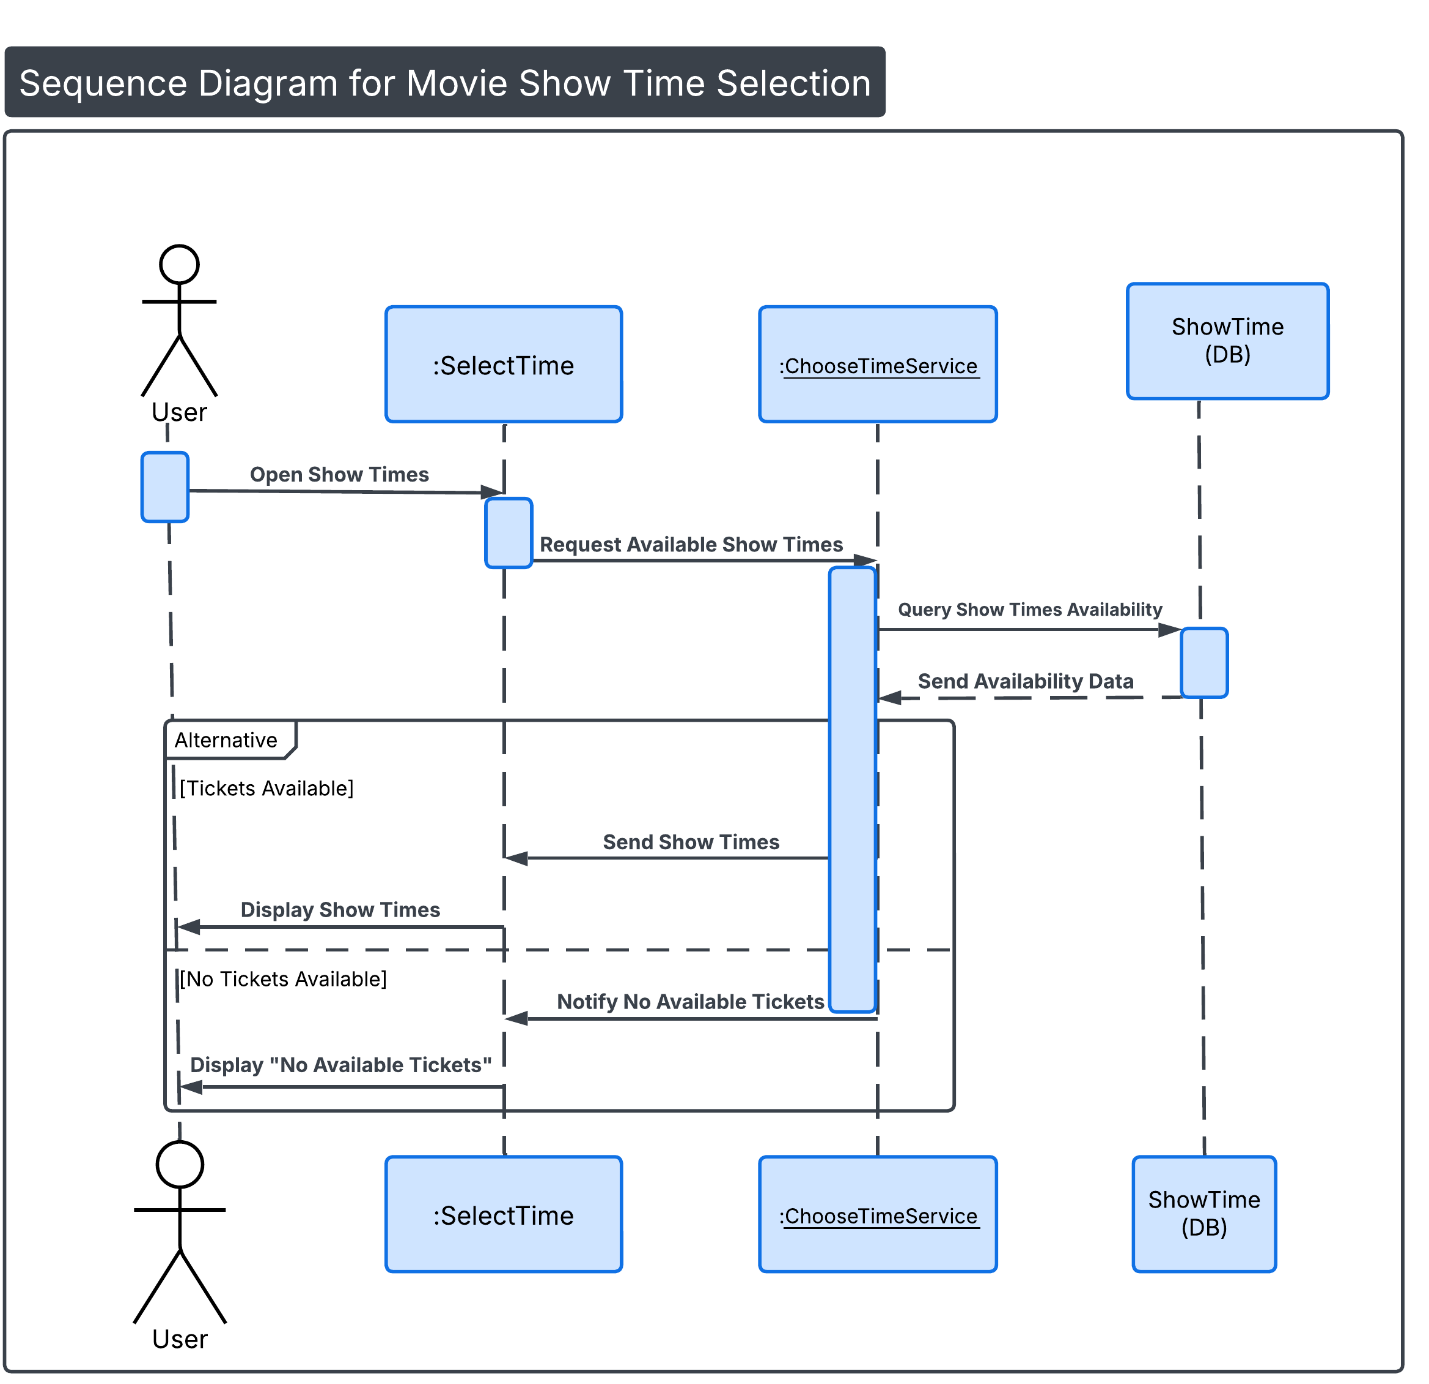 Sequence Diagram for Movie Show Time Selection
User
:SelectTime
:ChooseTimeService
ShowTime
(DB)
Open Show Times
Request Available Show Times
Query Show Times Availability
Send Availability Data
Alternative
[Tickets Available]
Send Show Times
Display Show Times
[No Tickets Available]
Notify No Available Tickets
Display "No Available Tickets"
User
:SelectTime
:ChooseTimeService
ShowTime
(DB)